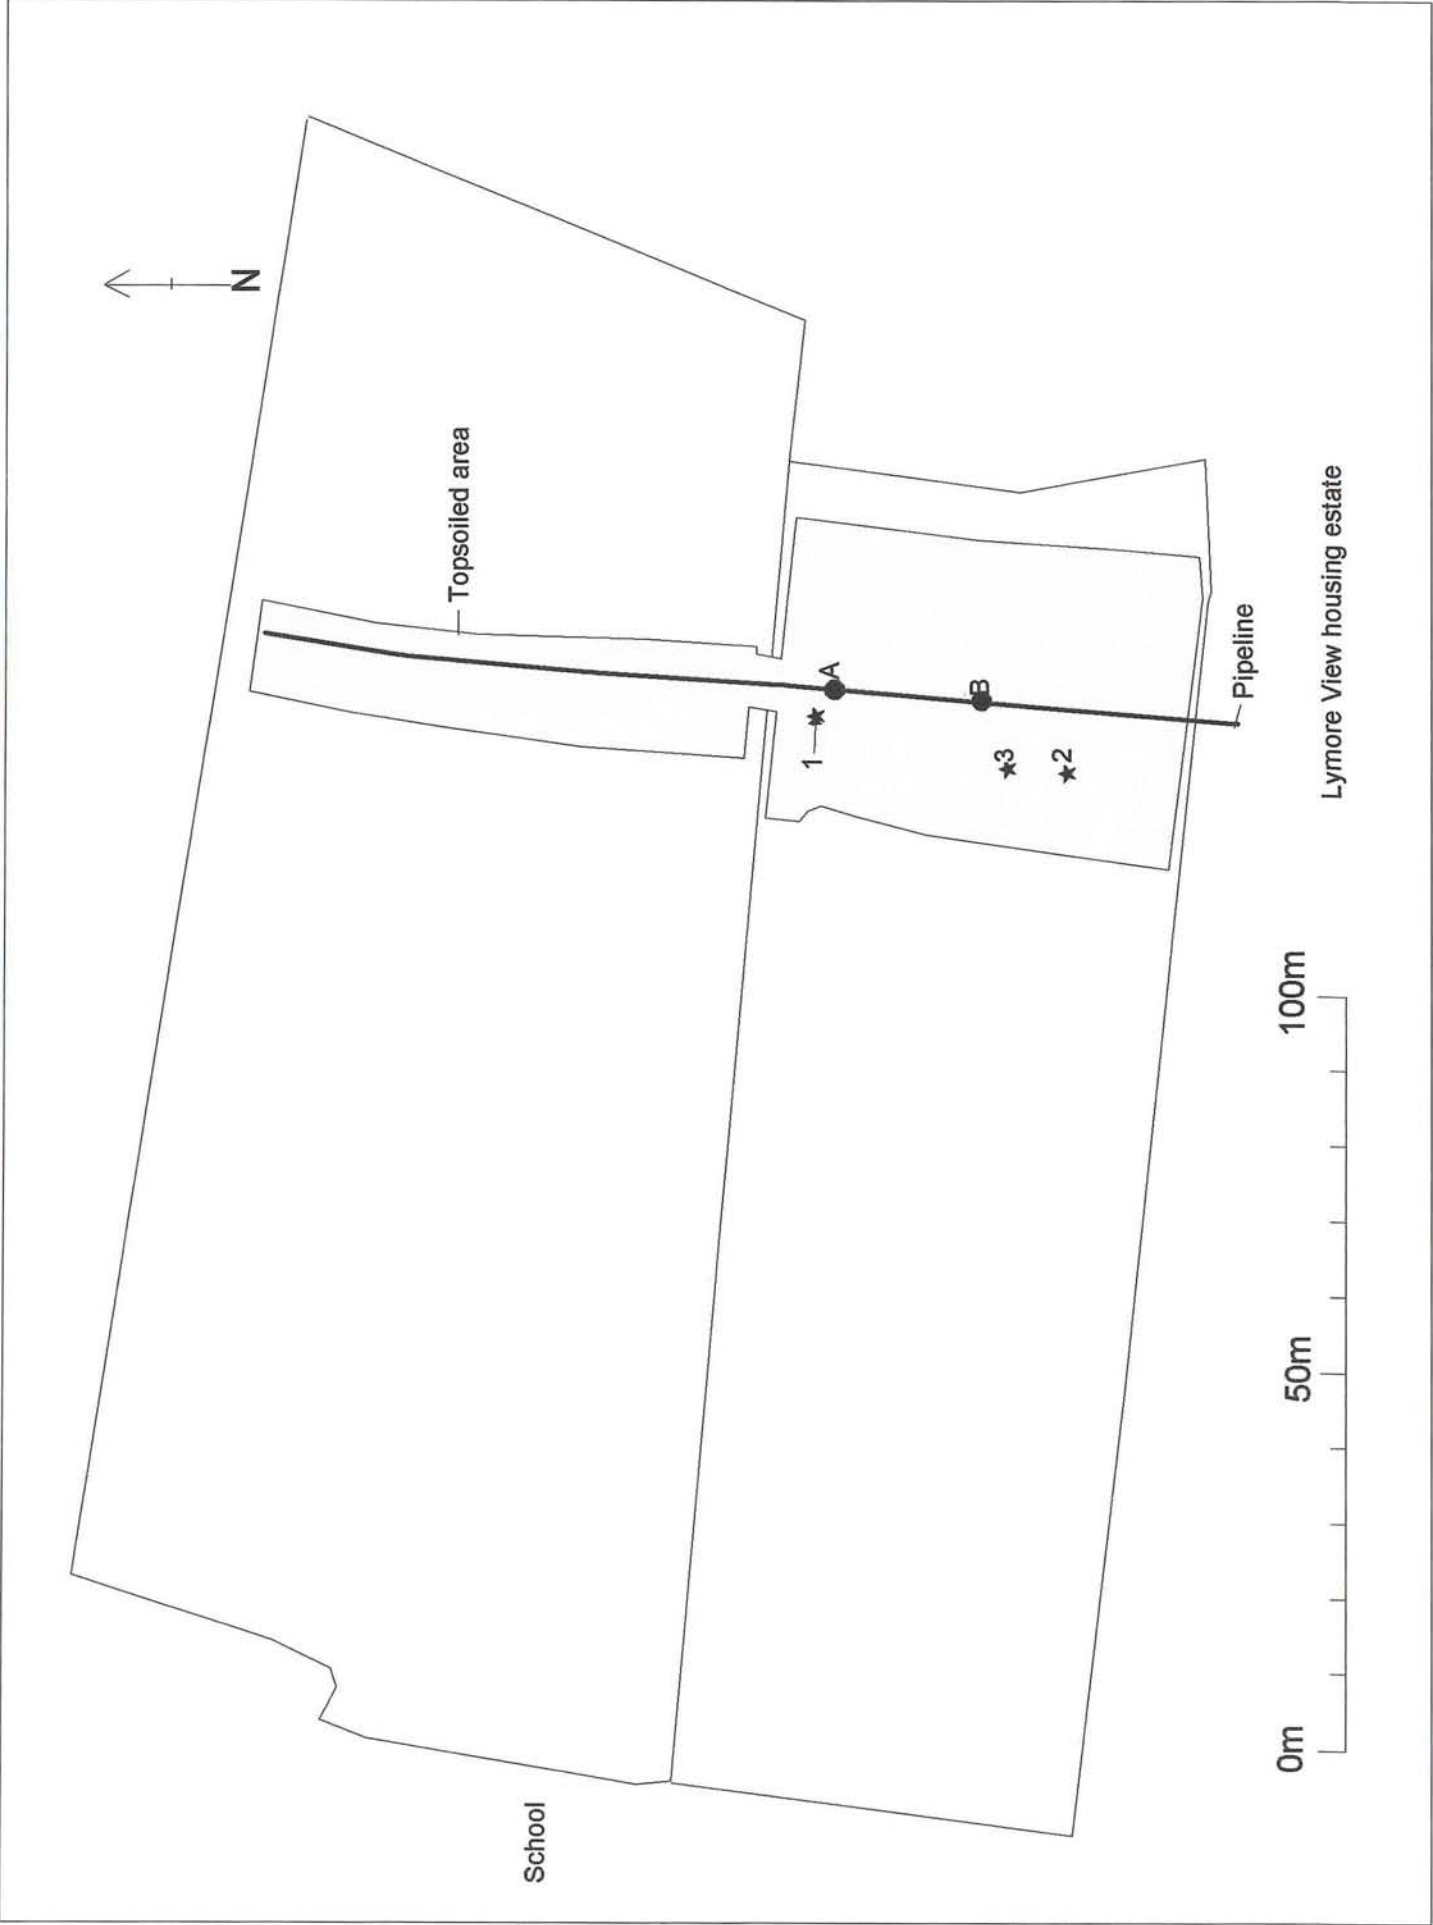 N
Topsoiled area
A
1
B
3
2
Pipeline
Lymore View housing estate
School
0m
50m
100m